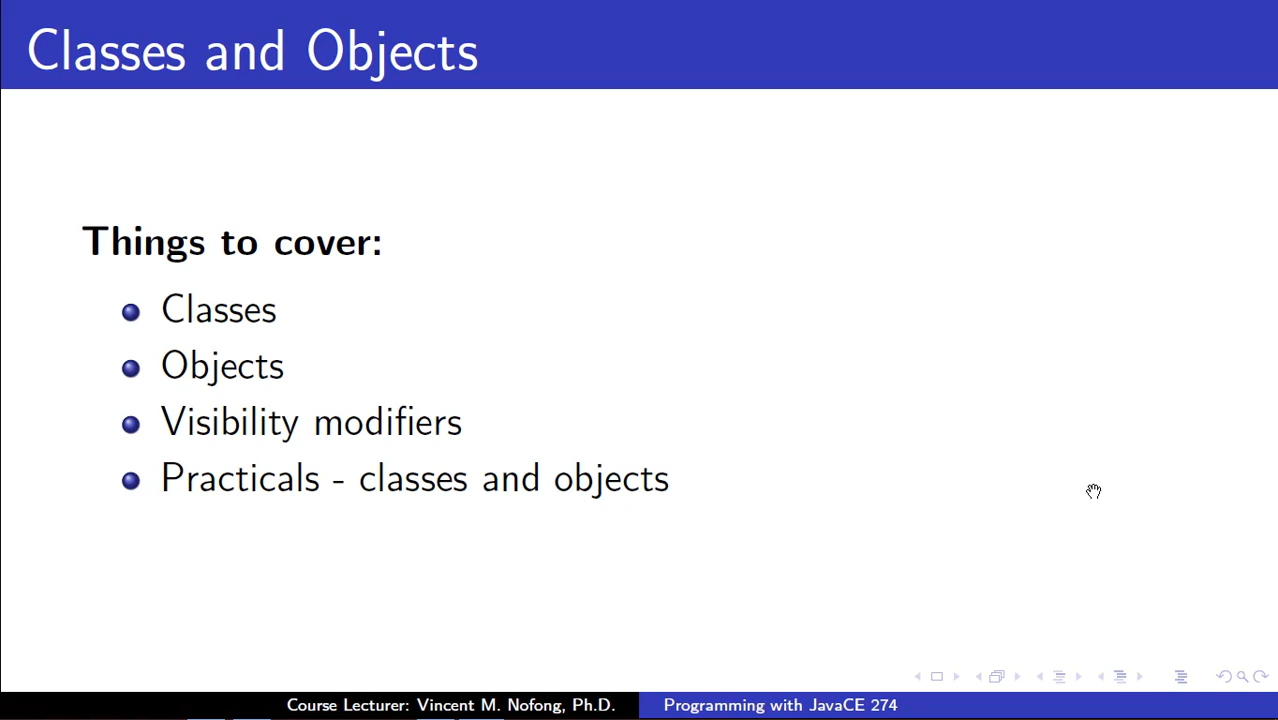 Classes and Objects
Things to cover:
Classes
Objects
Visibility modifiers
Practicals - classes and objects
Course Lecturer: Vincent M. Nofong, Ph.D.
Programming with JavaCE 274